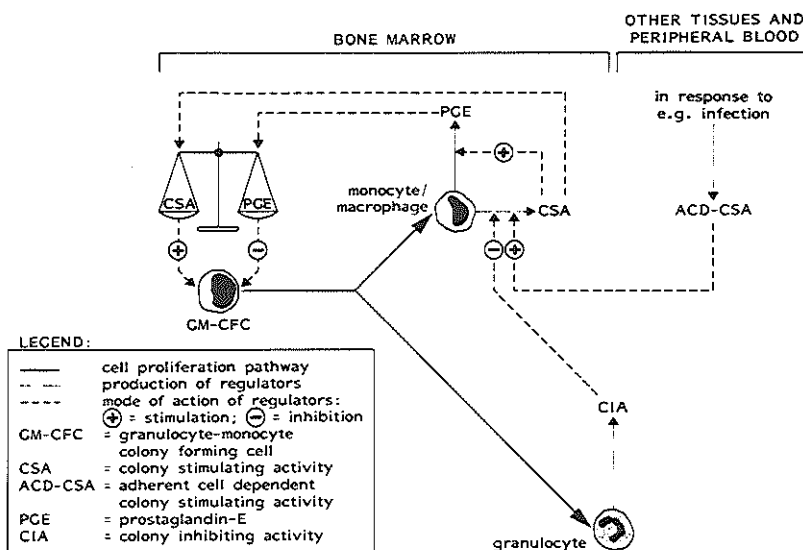 BONE MARROW
OTHER TISSUES AND
PERIPHERAL BLOOD
PGE
in response to
e.g. infection
+
monocyte/
macrophage
CSA
PGE
CSA
ACD-CSA
+
−
−
+
GM-CFC
LEGEND:
cell proliferation pathway
production of regulators
mode of action of regulators:
+ = stimulation; − = inhibition
GM-CFC = granulocyte-monocyte
colony forming cell
CSA = colony stimulating activity
ACD-CSA = adherent cell dependent
colony stimulating activity
PGE = prostaglandin-E
CIA = colony inhibiting activity
CIA
granulocyte